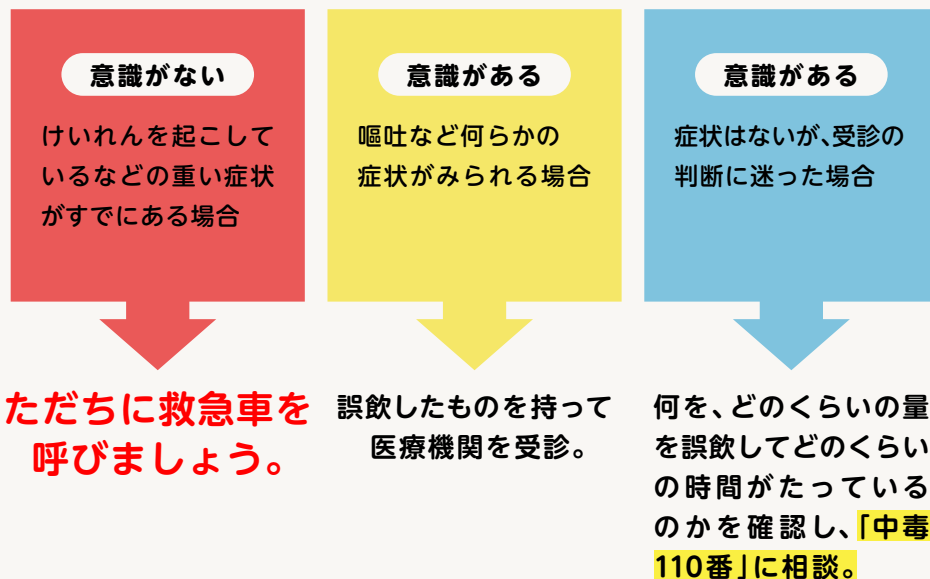 意識がない
けいれんを起こして
いるなどの重い症状
がすでにある場合
ただちに救急車を
呼びましょう。
意識がある
嘔吐など何らかの
症状がみられる場合
誤飲したものを持って
医療機関を受診。
意識がある
症状はないが、受診の
判断に迷った場合
何を、どのくらいの量
を誤飲してどのくらい
の時間がたっている
のかを確認し、「中毒
110番」に相談。